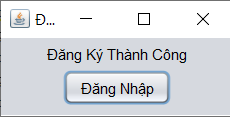 Đ...
Đăng Ký Thành Công
Đăng Nhập